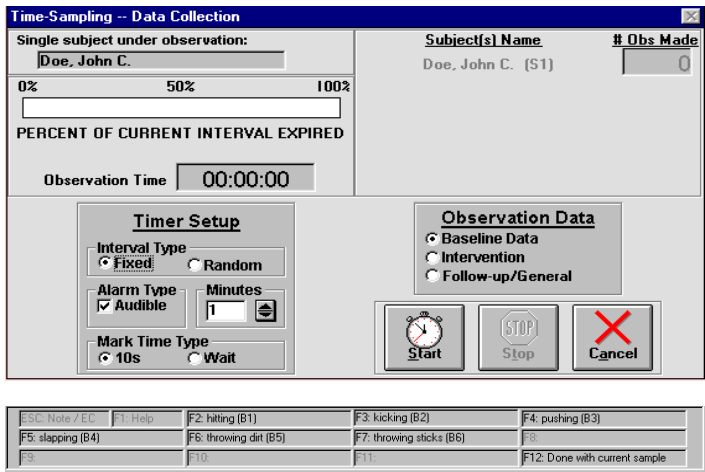 Time-Sampling -- Data Collection
Single subject under observation:
Doe, John C.
0% 50% 100%
PERCENT OF CURRENT INTERVAL EXPIRED
Observation Time 00:00:00
Subject(s) Name # Obs Made
Doe, John C. (S1) 0
Timer Setup
Interval Type
Fixed Random
Alarm Type Minutes
Audible 1
Mark Time Type
10s Wait
Observation Data
Baseline Data
Intervention
Follow-up/General
STOP
Start Stop Cancel
ESC: Note / EC F1: Help F2: hitting (B1) F3: kicking (B2) F4: pushing (B3)
F5: slapping (B4) F6: throwing dirt (B5) F7: throwing sticks (B6) F8:
F9: F10: F11: F12: Done with current sample